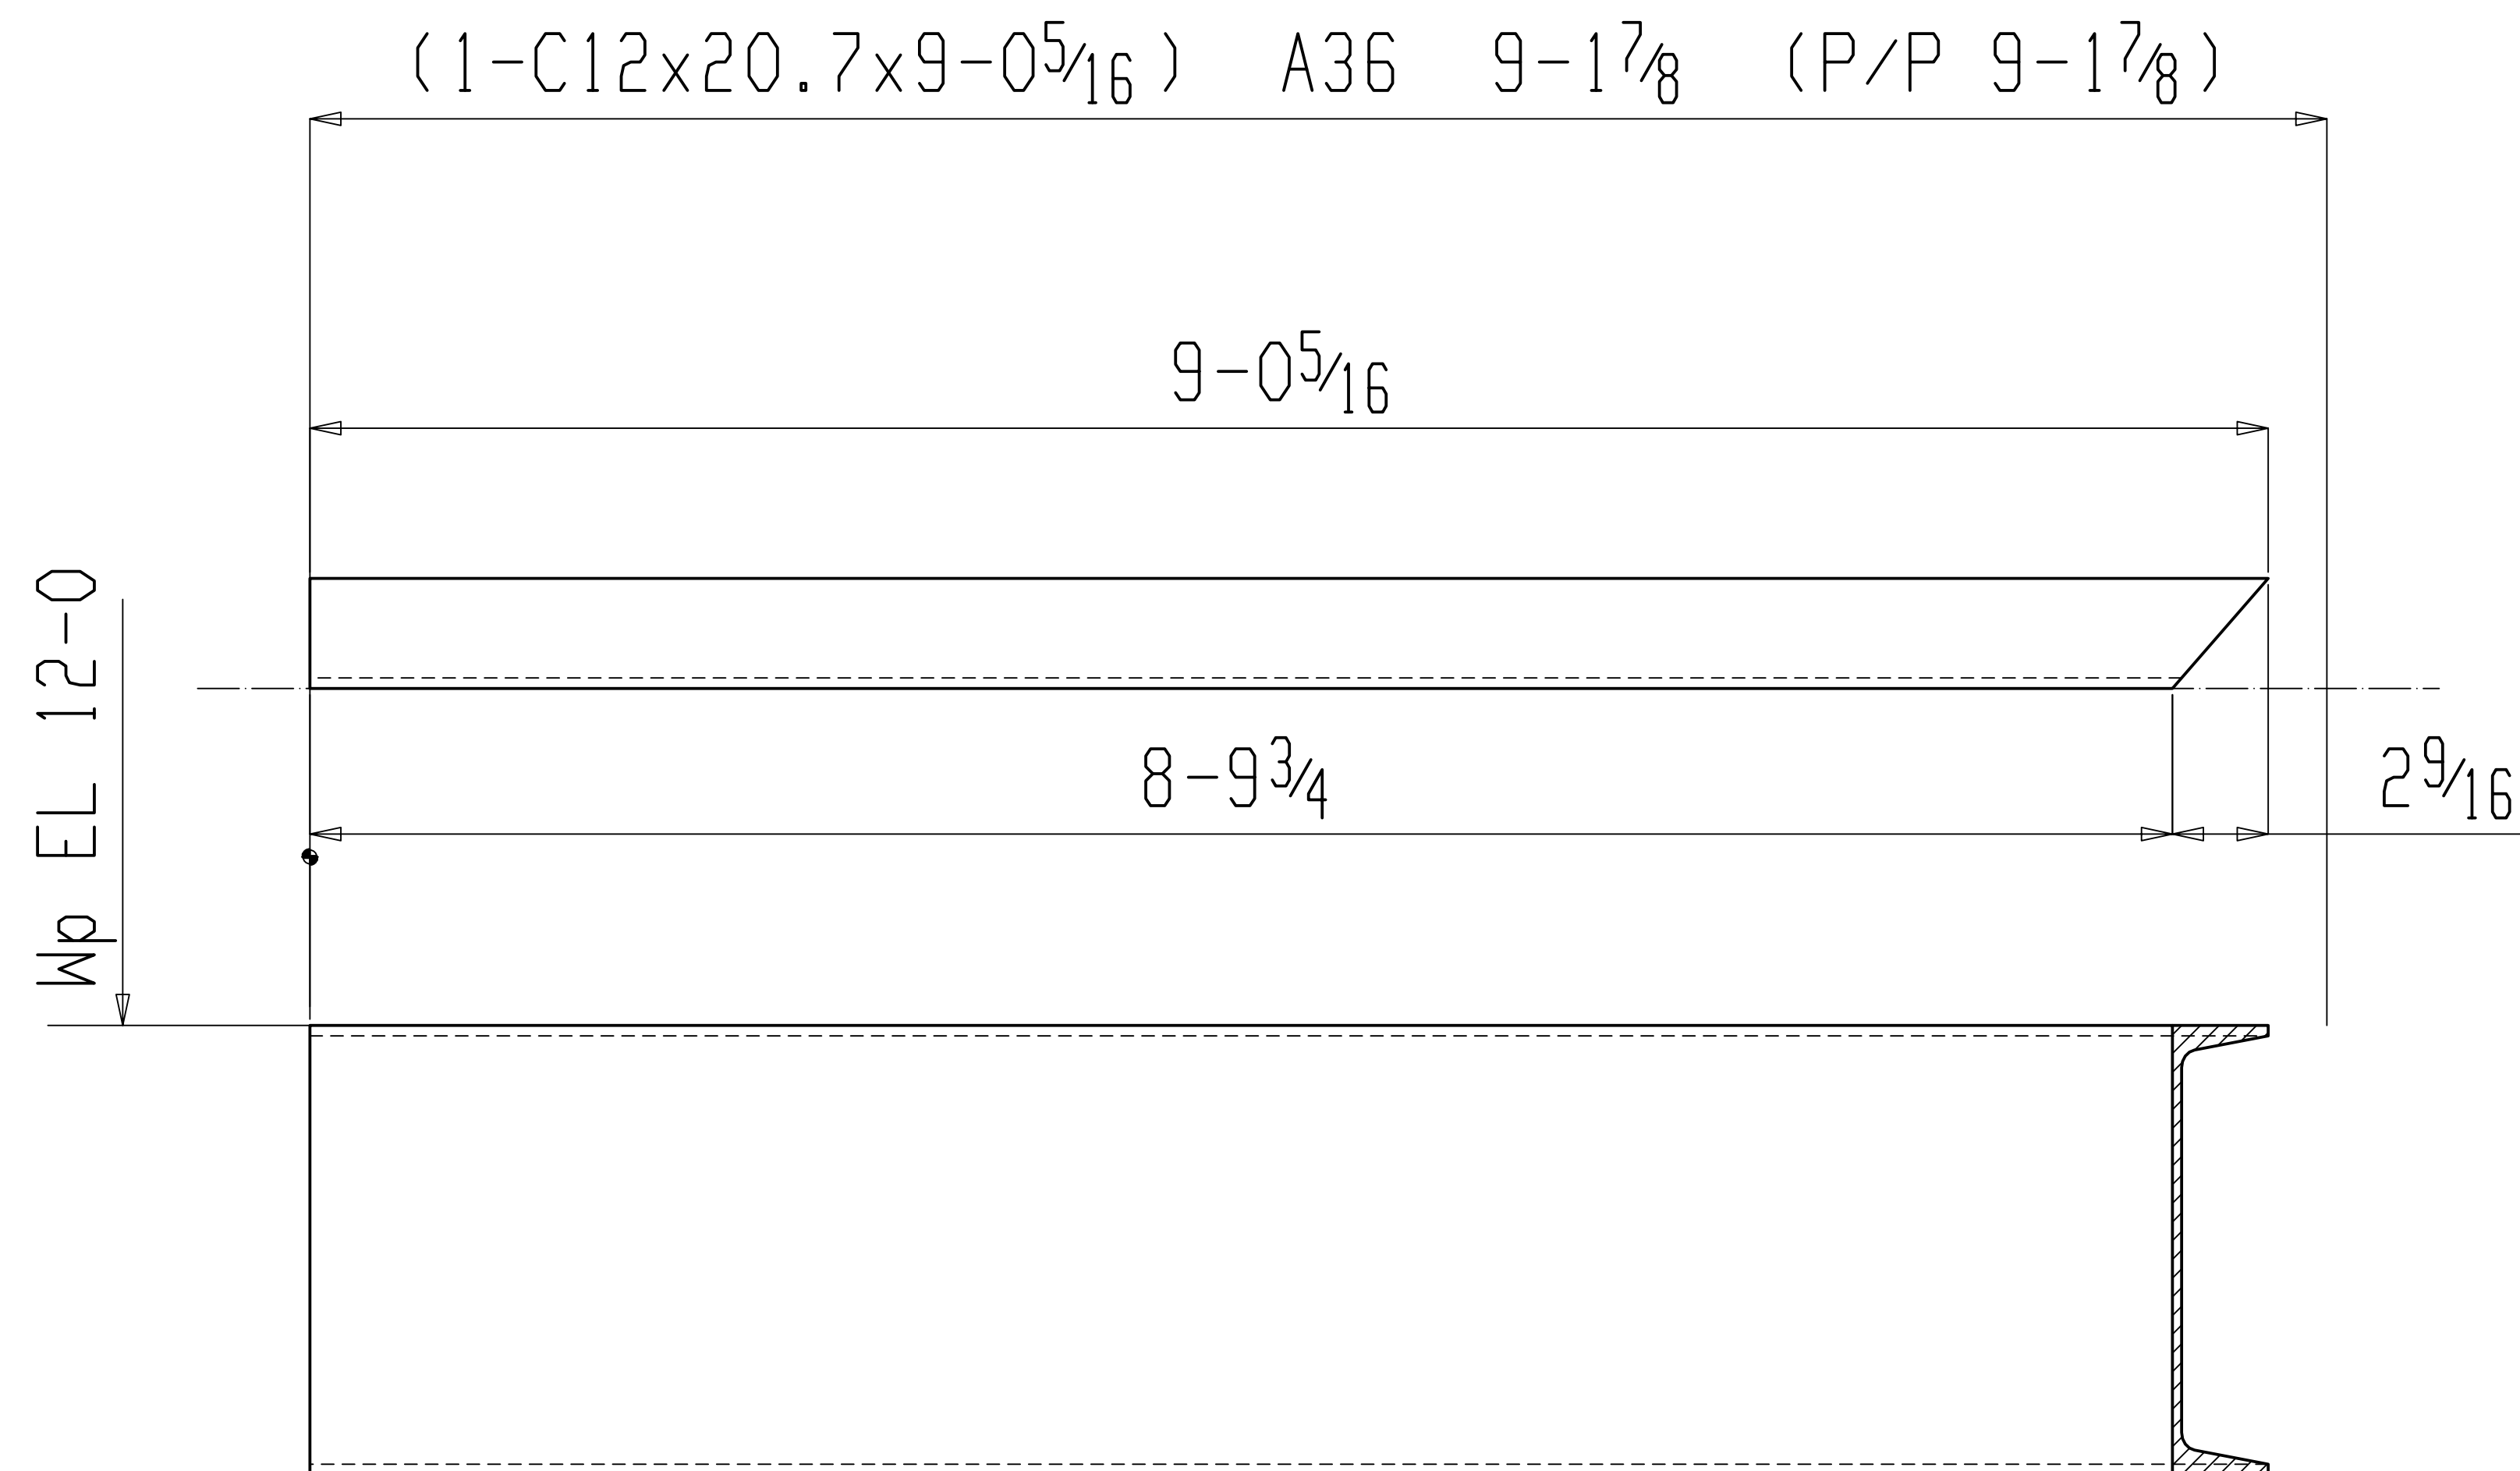 (1-C12x20.7x9-0 5/16 ) A36 9-1 7/8 (P/P 9-1 7/8)
9-0 5/16
Wp EL 12-0
8-9 3/4
2 9/16